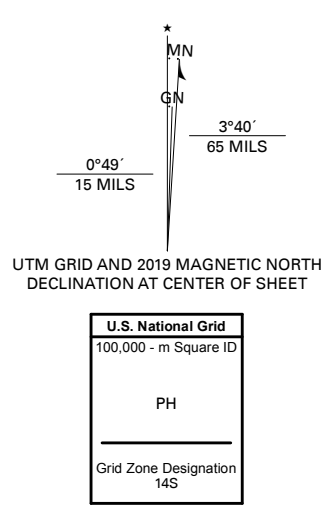 ★
MN
GN
3°40´
65 MILS
0°49´
15 MILS
UTM GRID AND 2019 MAGNETIC NORTH
DECLINATION AT CENTER OF SHEET
U.S. National Grid
100,000 - m Square ID
PH
Grid Zone Designation
14S